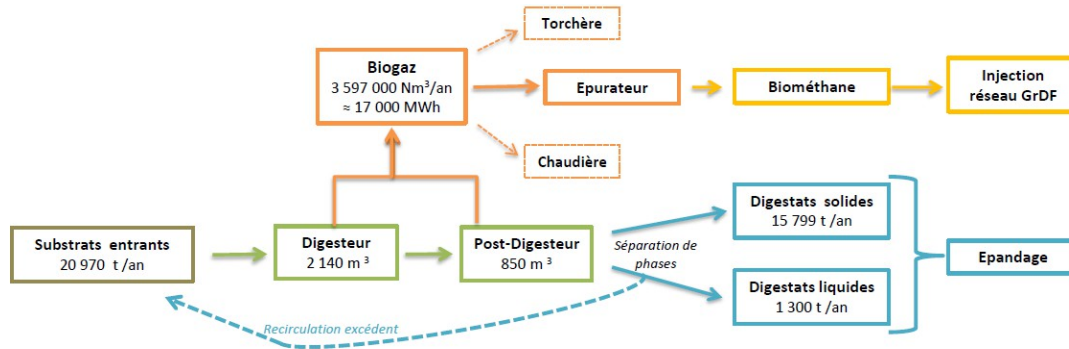 Torchère
Biogaz
3 597 000 Nm³/an
≈ 17 000 MWh
Epurateur
Biométhane
Injection
réseau GrDF
Chaudière
Substrats entrants
20 970 t /an
Digesteur
2 140 m ³
Post-Digesteur
850 m ³
Séparation de
phases
Digestats solides
15 799 t /an
Digestats liquides
1 300 t /an
Epandage
Recirculation excédent